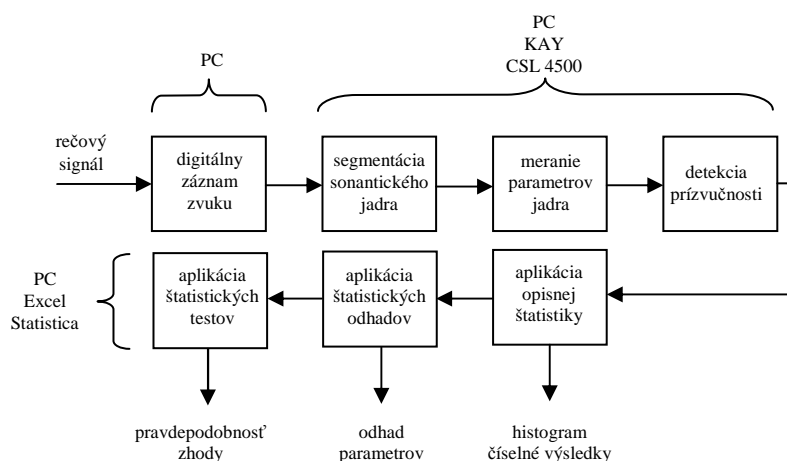 PC
KAY
CSL 4500
PC
rečový
signál
digitálny
záznam
zvuku
segmentácia
sonantického
jadra
meranie
parametrov
jadra
detekcia
prízvučnosti
PC
Excel
Statistica
aplikácia
štatistických
testov
aplikácia
štatistických
odhadov
aplikácia
opisnej
štatistiky
pravdepodobnosť
zhody
odhad
parametrov
histogram
číselné výsledky